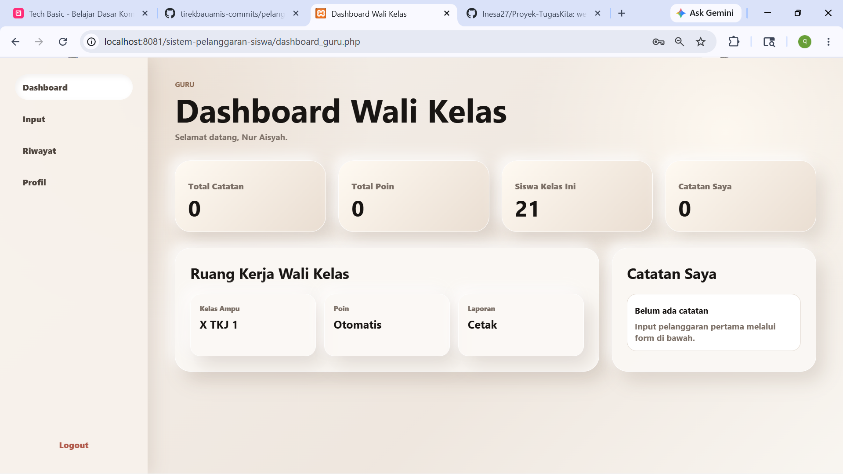 Tech Basic - Belajar Dasar Kom
tirekbauamis-commits/pelang
Dashboard Wali Kelas
Inesa27/Proyek-TugasKita: we
Ask Gemini
localhost:8081/sistem-pelanggaran-siswa/dashboard_guru.php
Dashboard
Input
Riwayat
Profil
Logout
GURU
Dashboard Wali Kelas
Selamat datang, Nur Aisyah.
Total Catatan
0
Total Poin
0
Siswa Kelas Ini
21
Catatan Saya
0
Ruang Kerja Wali Kelas
Kelas Ampu
X TKJ 1
Poin
Otomatis
Laporan
Cetak
Catatan Saya
Belum ada catatan
Input pelanggaran pertama melalui
form di bawah.